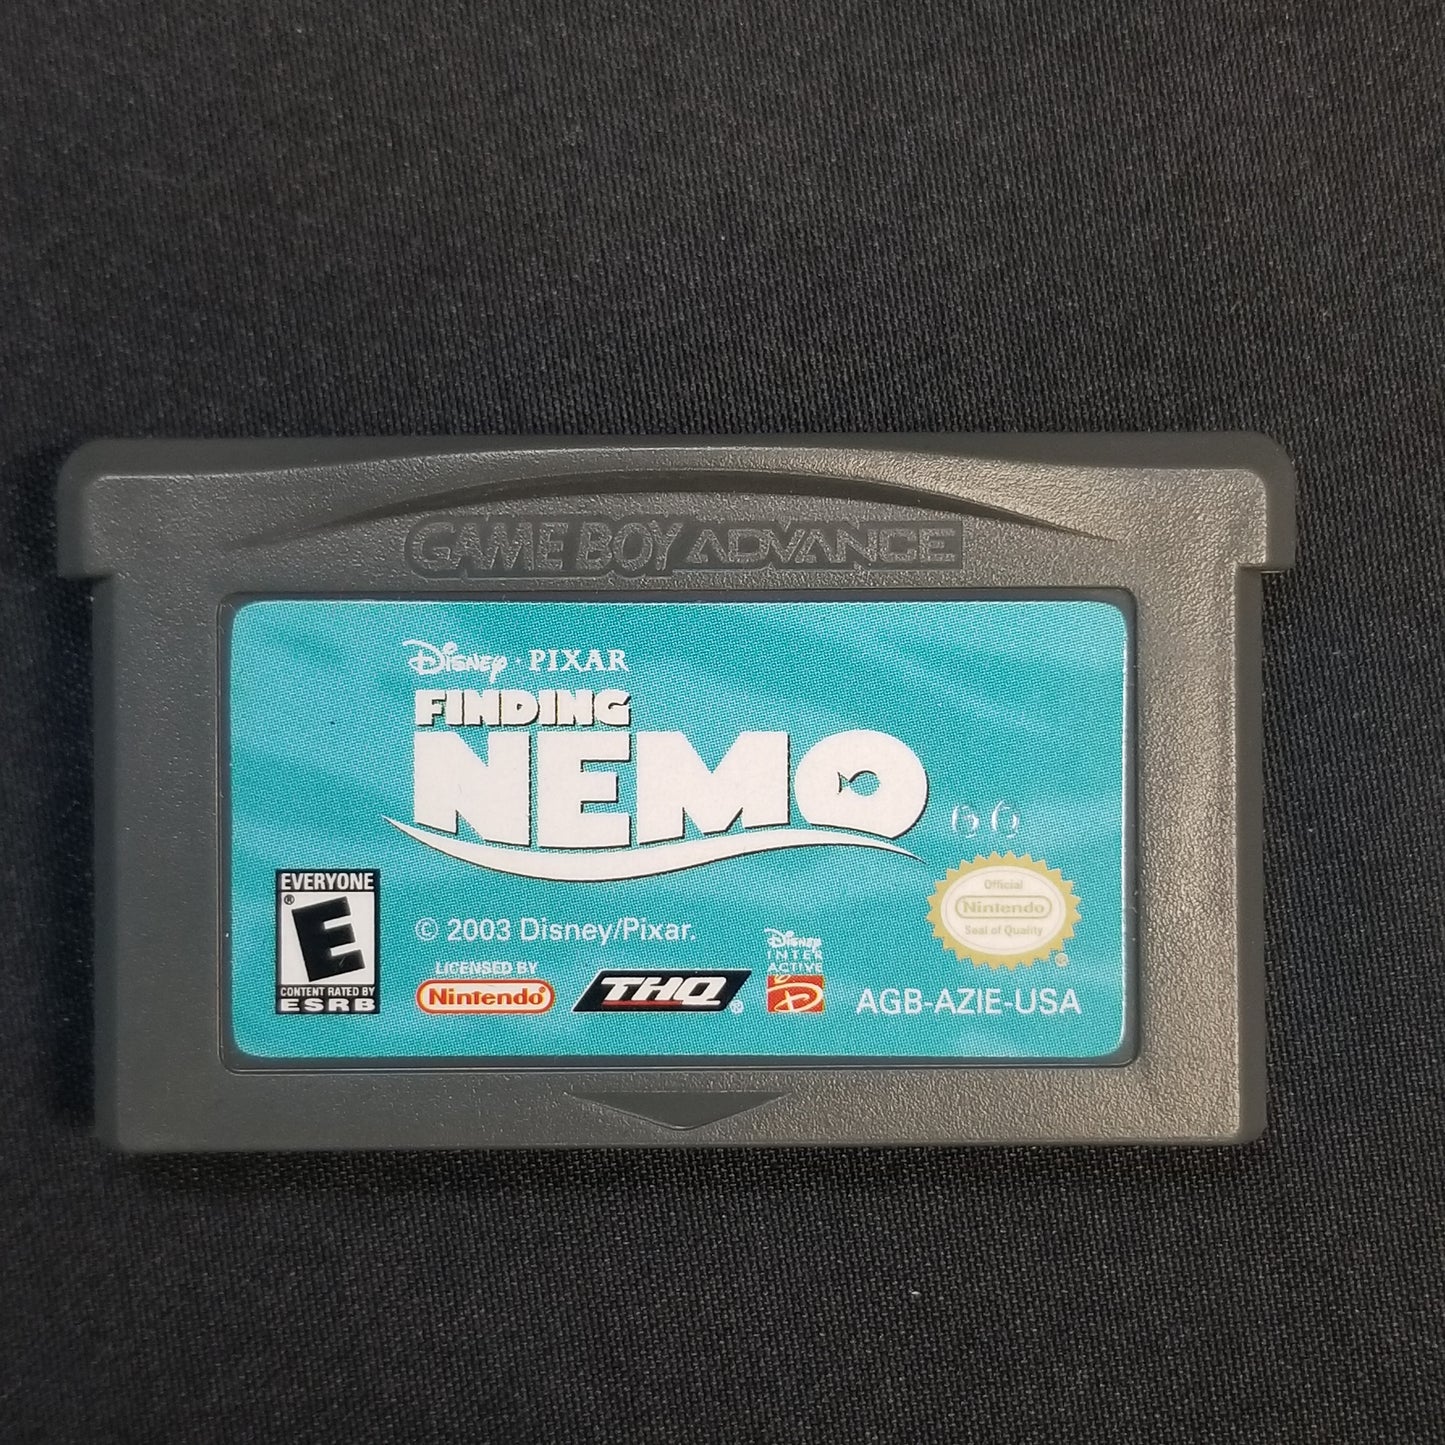 GAME BOY ADVANCE
Disney · PIXAR
FINDING
NEMO
66
EVERYONE
®
E
CONTENT RATED BY
ESRB
© 2003 Disney/Pixar.
LICENSED BY
Nintendo®
THQ®
Disney
INTER
ACTIVE
D
Official
Nintendo
Seal of Quality
®
AGB-AZIE-USA